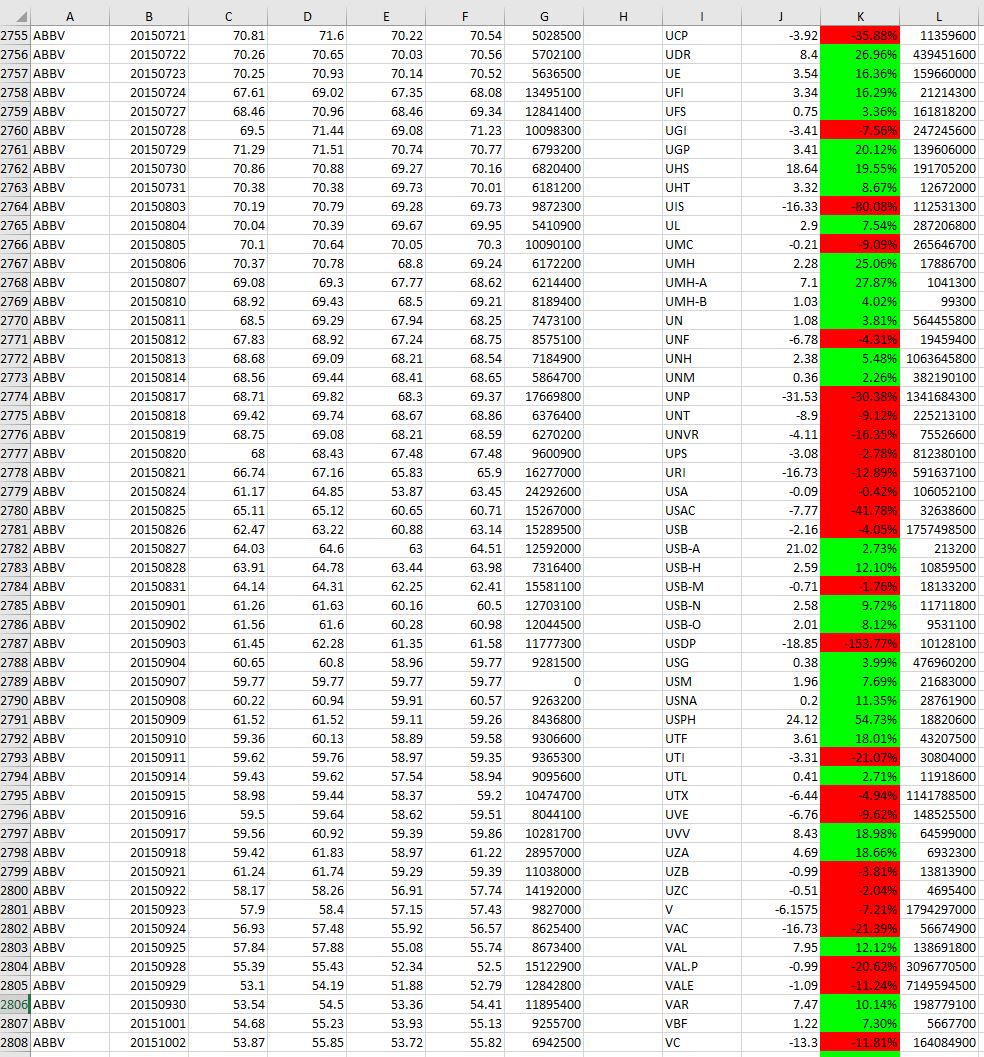 A B C D E F G H I J K L
2755 ABBV 20150721 70.81 71.6 70.22 70.54 5028500 UCP -3.92 -35.88% 11359600
2756 ABBV 20150722 70.26 70.65 70.03 70.56 5702100 UDR 8.4 26.96% 439451600
2757 ABBV 20150723 70.25 70.93 70.14 70.52 5636500 UE 3.54 16.36% 159660000
2758 ABBV 20150724 67.61 69.02 67.35 68.08 13495100 UFI 3.34 16.29% 21214300
2759 ABBV 20150727 68.46 70.96 68.46 69.34 12841400 UFS 0.75 3.36% 161818200
2760 ABBV 20150728 69.5 71.44 69.08 71.23 10098300 UGI -3.41 -7.56% 247245600
2761 ABBV 20150729 71.29 71.51 70.74 70.77 6793200 UGP 3.41 20.12% 139606000
2762 ABBV 20150730 70.86 70.88 69.27 70.16 6820400 UHS 18.64 19.55% 191705200
2763 ABBV 20150731 70.38 70.38 69.73 70.01 6181200 UHT 3.32 8.67% 12672000
2764 ABBV 20150803 70.19 70.79 69.28 69.73 9872300 UIS -16.33 -80.08% 112531300
2765 ABBV 20150804 70.04 70.39 69.67 69.95 5410900 UL 2.9 7.54% 287206800
2766 ABBV 20150805 70.1 70.64 70.05 70.3 10090100 UMC -0.21 -9.09% 265646700
2767 ABBV 20150806 70.37 70.78 68.8 69.24 6172200 UMH 2.28 25.06% 17886700
2768 ABBV 20150807 69.08 69.3 67.77 68.62 6214400 UMH-A 7.1 27.87% 1041300
2769 ABBV 20150810 68.92 69.43 68.5 69.21 8189400 UMH-B 1.03 4.02% 99300
2770 ABBV 20150811 68.5 69.29 67.94 68.25 7473100 UN 1.08 3.81% 564455800
2771 ABBV 20150812 67.83 68.92 67.24 68.75 8575100 UNF -6.78 -4.31% 19459400
2772 ABBV 20150813 68.68 69.09 68.21 68.54 7184900 UNH 2.38 5.48% 1063645800
2773 ABBV 20150814 68.56 69.44 68.41 68.65 5864700 UNM 0.36 2.26% 382190100
2774 ABBV 20150817 68.71 69.82 68.3 69.37 17669800 UNP -31.53 -30.38% 1341684300
2775 ABBV 20150818 69.42 69.74 68.67 68.86 6376400 UNT -8.9 -9.12% 225213100
2776 ABBV 20150819 68.75 69.08 68.21 68.59 6270200 UNVR -4.11 -16.35% 75526600
2777 ABBV 20150820 68 68.43 67.48 67.48 9600900 UPS -3.08 -2.78% 812380100
2778 ABBV 20150821 66.74 67.16 65.83 65.9 16277000 URI -16.73 -12.89% 591637100
2779 ABBV 20150824 61.17 64.85 53.87 63.45 24292600 USA -0.09 -0.42% 106052100
2780 ABBV 20150825 65.11 65.12 60.65 60.71 15267000 USAC -7.77 -41.78% 32638600
2781 ABBV 20150826 62.47 63.22 60.88 63.14 15289500 USB -2.16 -4.05% 1757498500
2782 ABBV 20150827 64.03 64.6 63 64.51 12592000 USB-A 21.02 2.73% 213200
2783 ABBV 20150828 63.91 64.78 63.44 63.98 7316400 USB-H 2.59 12.10% 10859500
2784 ABBV 20150831 64.14 64.31 62.25 62.41 15581100 USB-M -0.71 -1.76% 18133200
2785 ABBV 20150901 61.26 61.63 60.16 60.5 12703100 USB-N 2.58 9.72% 11711800
2786 ABBV 20150902 61.56 61.6 60.28 60.98 12044500 USB-O 2.01 8.12% 9531100
2787 ABBV 20150903 61.45 62.28 61.35 61.58 11777300 USDP -18.85 -153.77% 10128100
2788 ABBV 20150904 60.65 60.8 58.96 59.77 9281500 USG 0.38 3.99% 476960200
2789 ABBV 20150907 59.77 59.77 59.77 59.77 0 USM 1.96 7.69% 21683000
2790 ABBV 20150908 60.22 60.94 59.91 60.57 9263200 USNA 0.2 11.35% 28761900
2791 ABBV 20150909 61.52 61.52 59.11 59.26 8436800 USPH 24.12 54.73% 18820600
2792 ABBV 20150910 59.36 60.13 58.89 59.58 9306600 UTF 3.61 18.01% 43207500
2793 ABBV 20150911 59.62 59.76 58.97 59.35 9365300 UTI -3.31 -21.07% 30804000
2794 ABBV 20150914 59.43 59.62 57.54 58.94 9095600 UTL 0.41 2.71% 11918600
2795 ABBV 20150915 58.98 59.44 58.37 59.2 10474700 UTX -6.44 -4.94% 1141788500
2796 ABBV 20150916 59.5 59.64 58.62 59.51 8044100 UVE -6.76 -9.62% 148525500
2797 ABBV 20150917 59.56 60.92 59.39 59.86 10281700 UVV 8.43 18.98% 64599000
2798 ABBV 20150918 59.42 61.83 58.97 61.22 28957000 UZA 4.69 18.66% 6932300
2799 ABBV 20150921 61.24 61.74 59.29 59.39 11038000 UZB -0.99 -3.81% 13813900
2800 ABBV 20150922 58.17 58.26 56.91 57.74 14192000 UZC -0.51 -2.04% 4695400
2801 ABBV 20150923 57.9 58.4 57.15 57.43 9827000 V -6.1575 -7.21% 1794297000
2802 ABBV 20150924 56.93 57.48 55.92 56.57 8625400 VAC -16.73 -21.39% 56674900
2803 ABBV 20150925 57.84 57.88 55.08 55.74 8673400 VAL 7.95 12.12% 138691800
2804 ABBV 20150928 55.39 55.43 52.34 52.5 15122900 VAL.P -0.99 -20.62% 3096770500
2805 ABBV 20150929 53.1 54.19 51.88 52.79 12842800 VALE -1.09 -11.24% 7149594500
2806 ABBV 20150930 53.54 54.5 53.36 54.41 11895400 VAR 7.47 10.14% 198779100
2807 ABBV 20151001 54.68 55.23 53.93 55.13 9255700 VBF 1.22 7.30% 5667700
2808 ABBV 20151002 53.87 55.85 53.72 55.82 6942500 VC -13.3 -11.81% 164084900